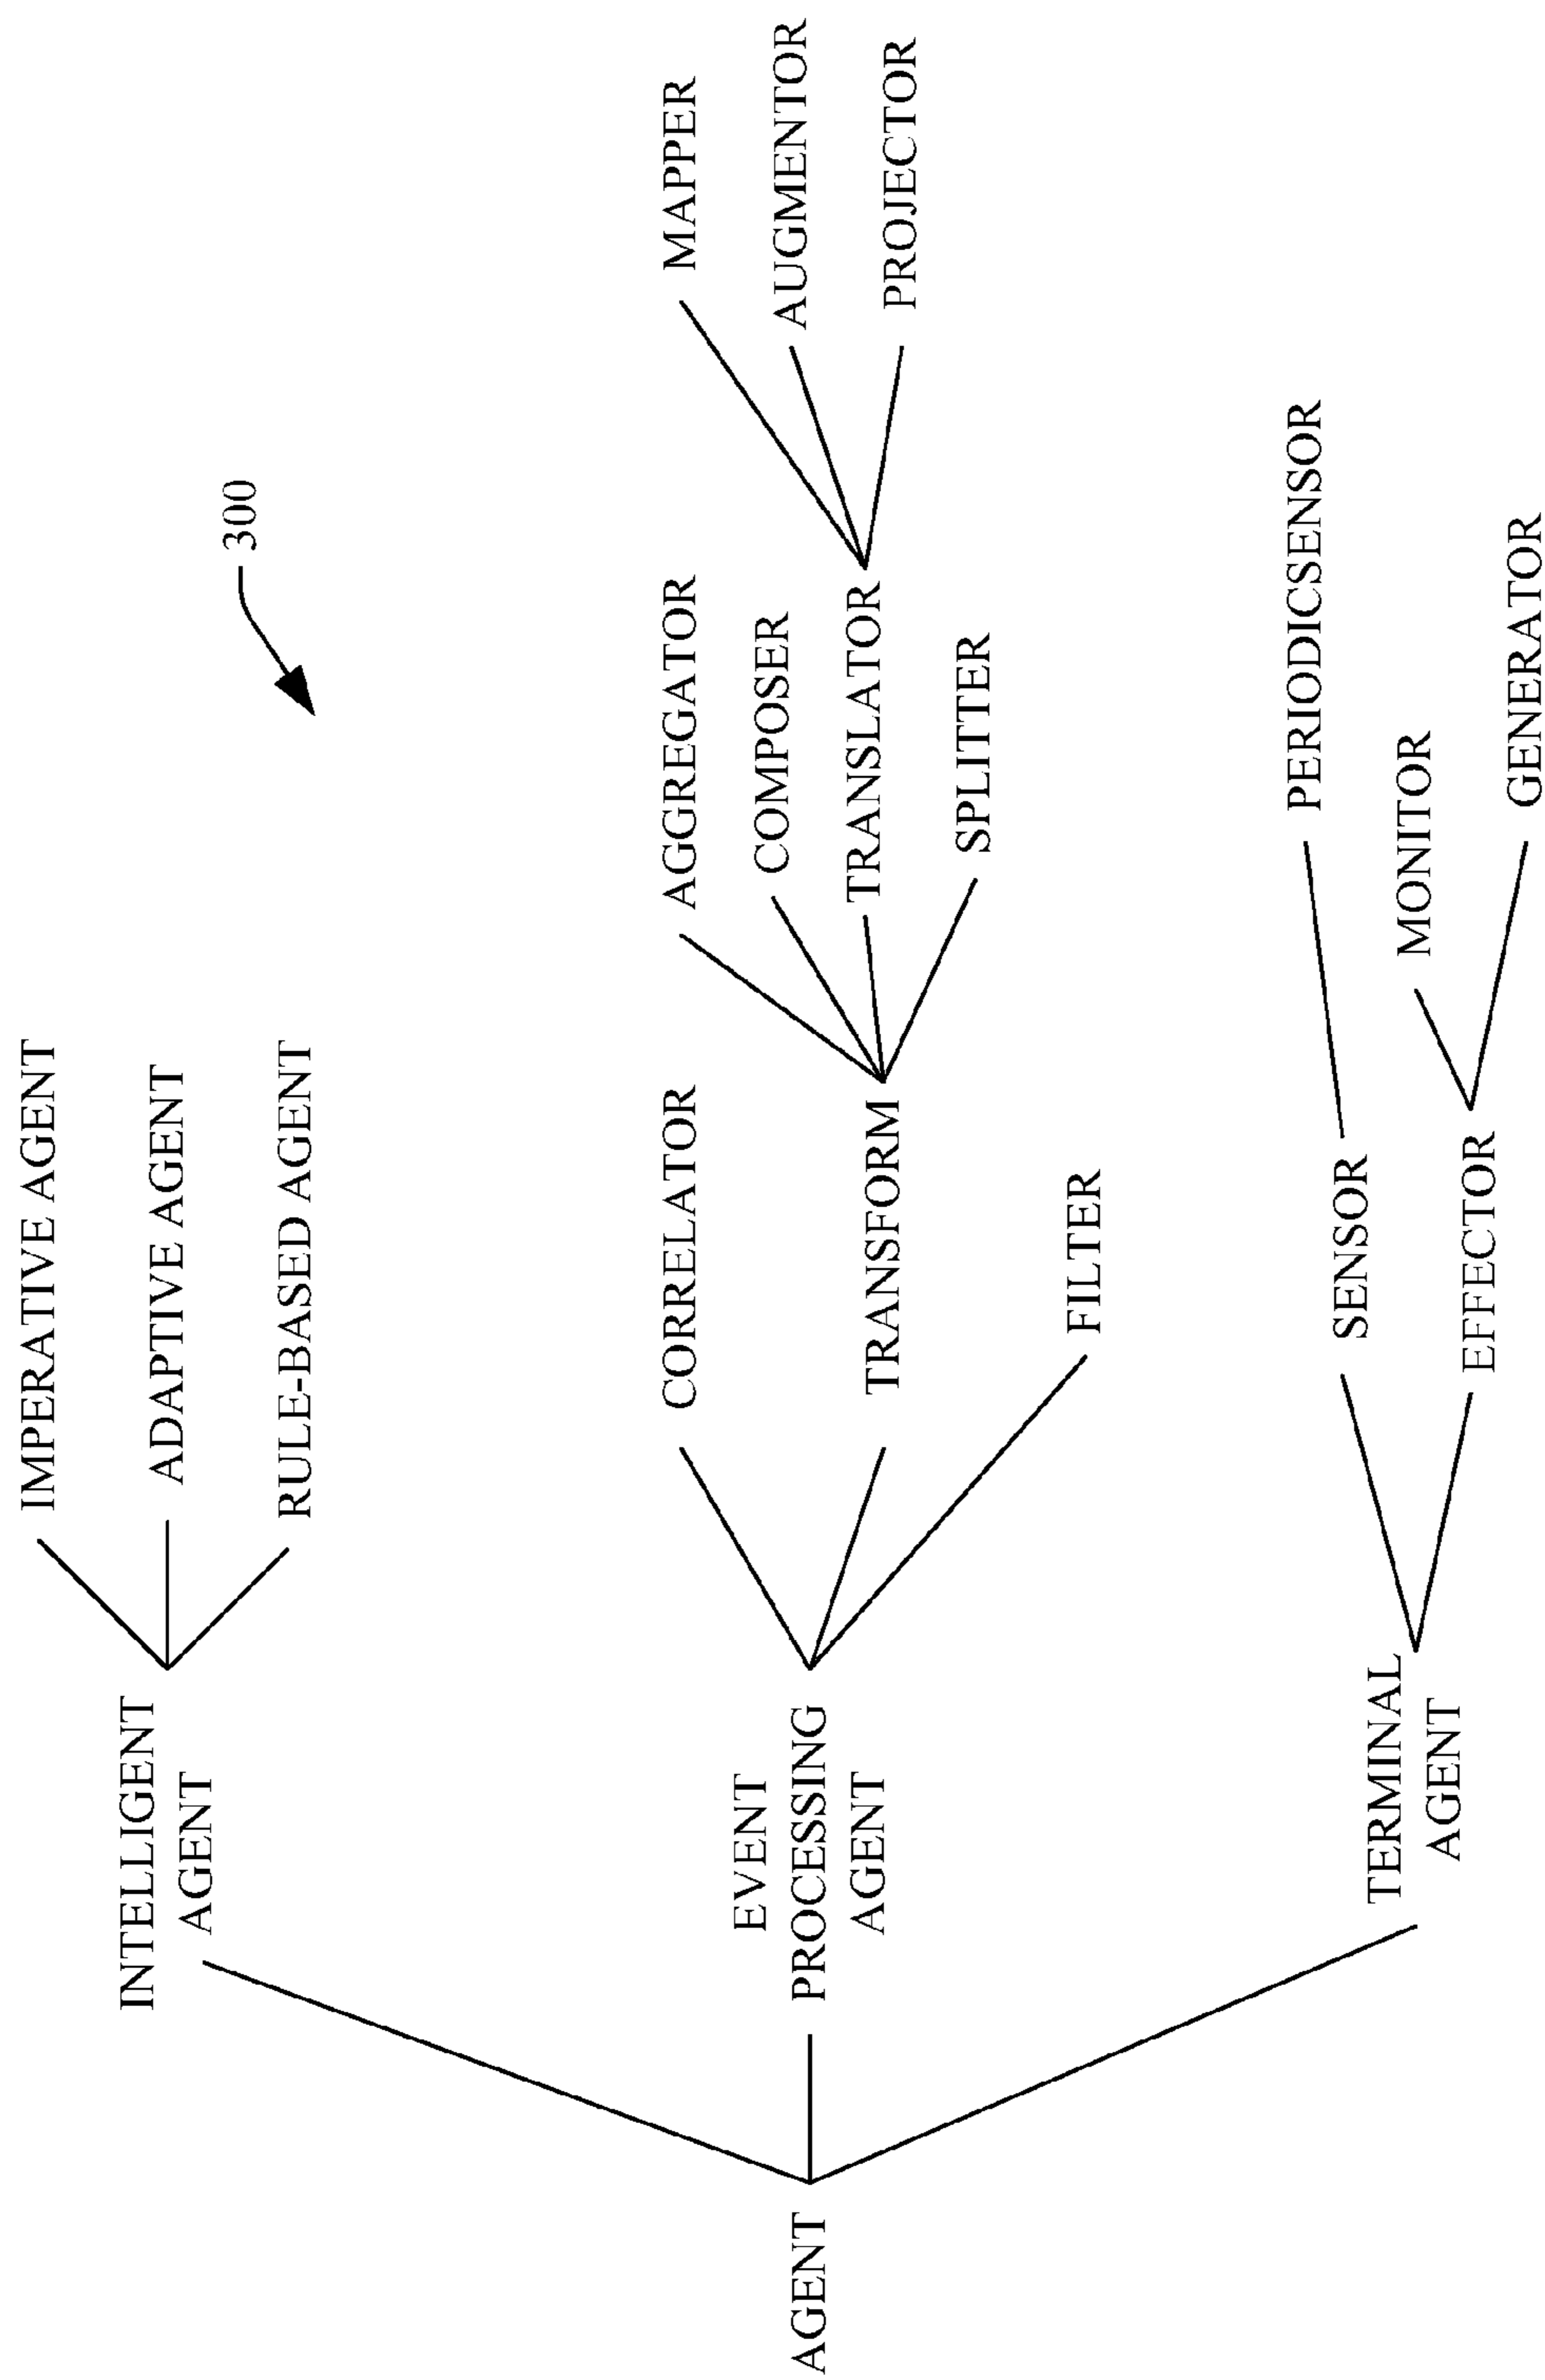 300
IMPERATIVE AGENT
ADAPTIVE AGENT
RULE-BASED AGENT
INTELLIGENT
AGENT
CORRELATOR
AGGREGATOR
MAPPER
COMPOSER
AUGMENTOR
EVENT
PROCESSING
AGENT
AGENT
TRANSFORM
TRANSLATOR
PROJECTOR
SPLITTER
FILTER
PERIODICSENSOR
SENSOR
TERMINAL
AGENT
MONITOR
EFFECTOR
GENERATOR